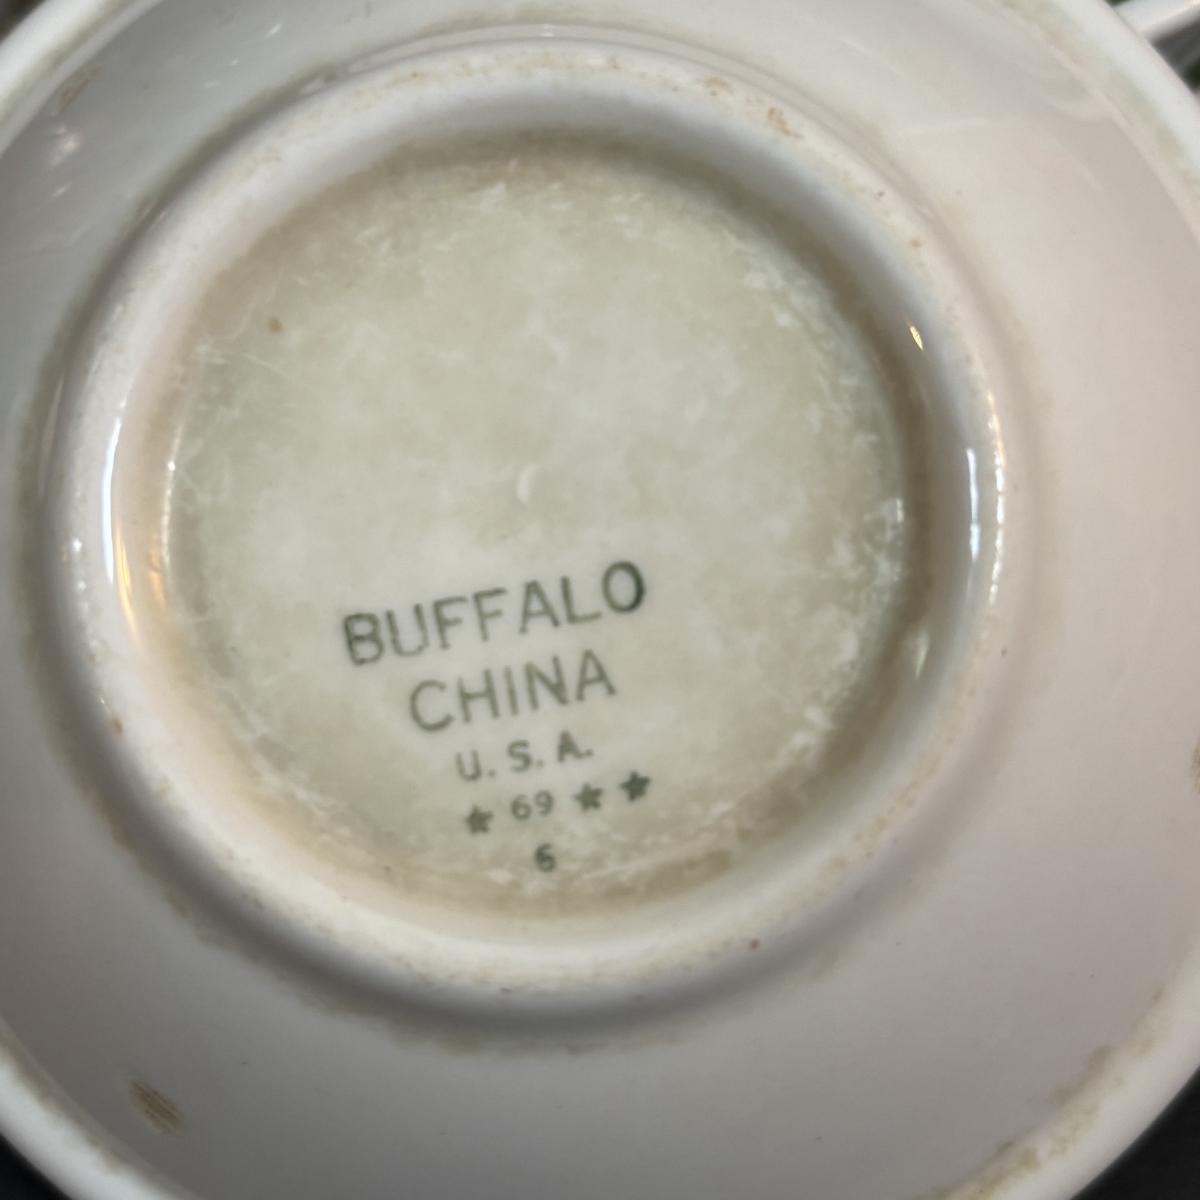 BUFFALO
CHINA
U.S.A.
★ 69 ★ ★
6